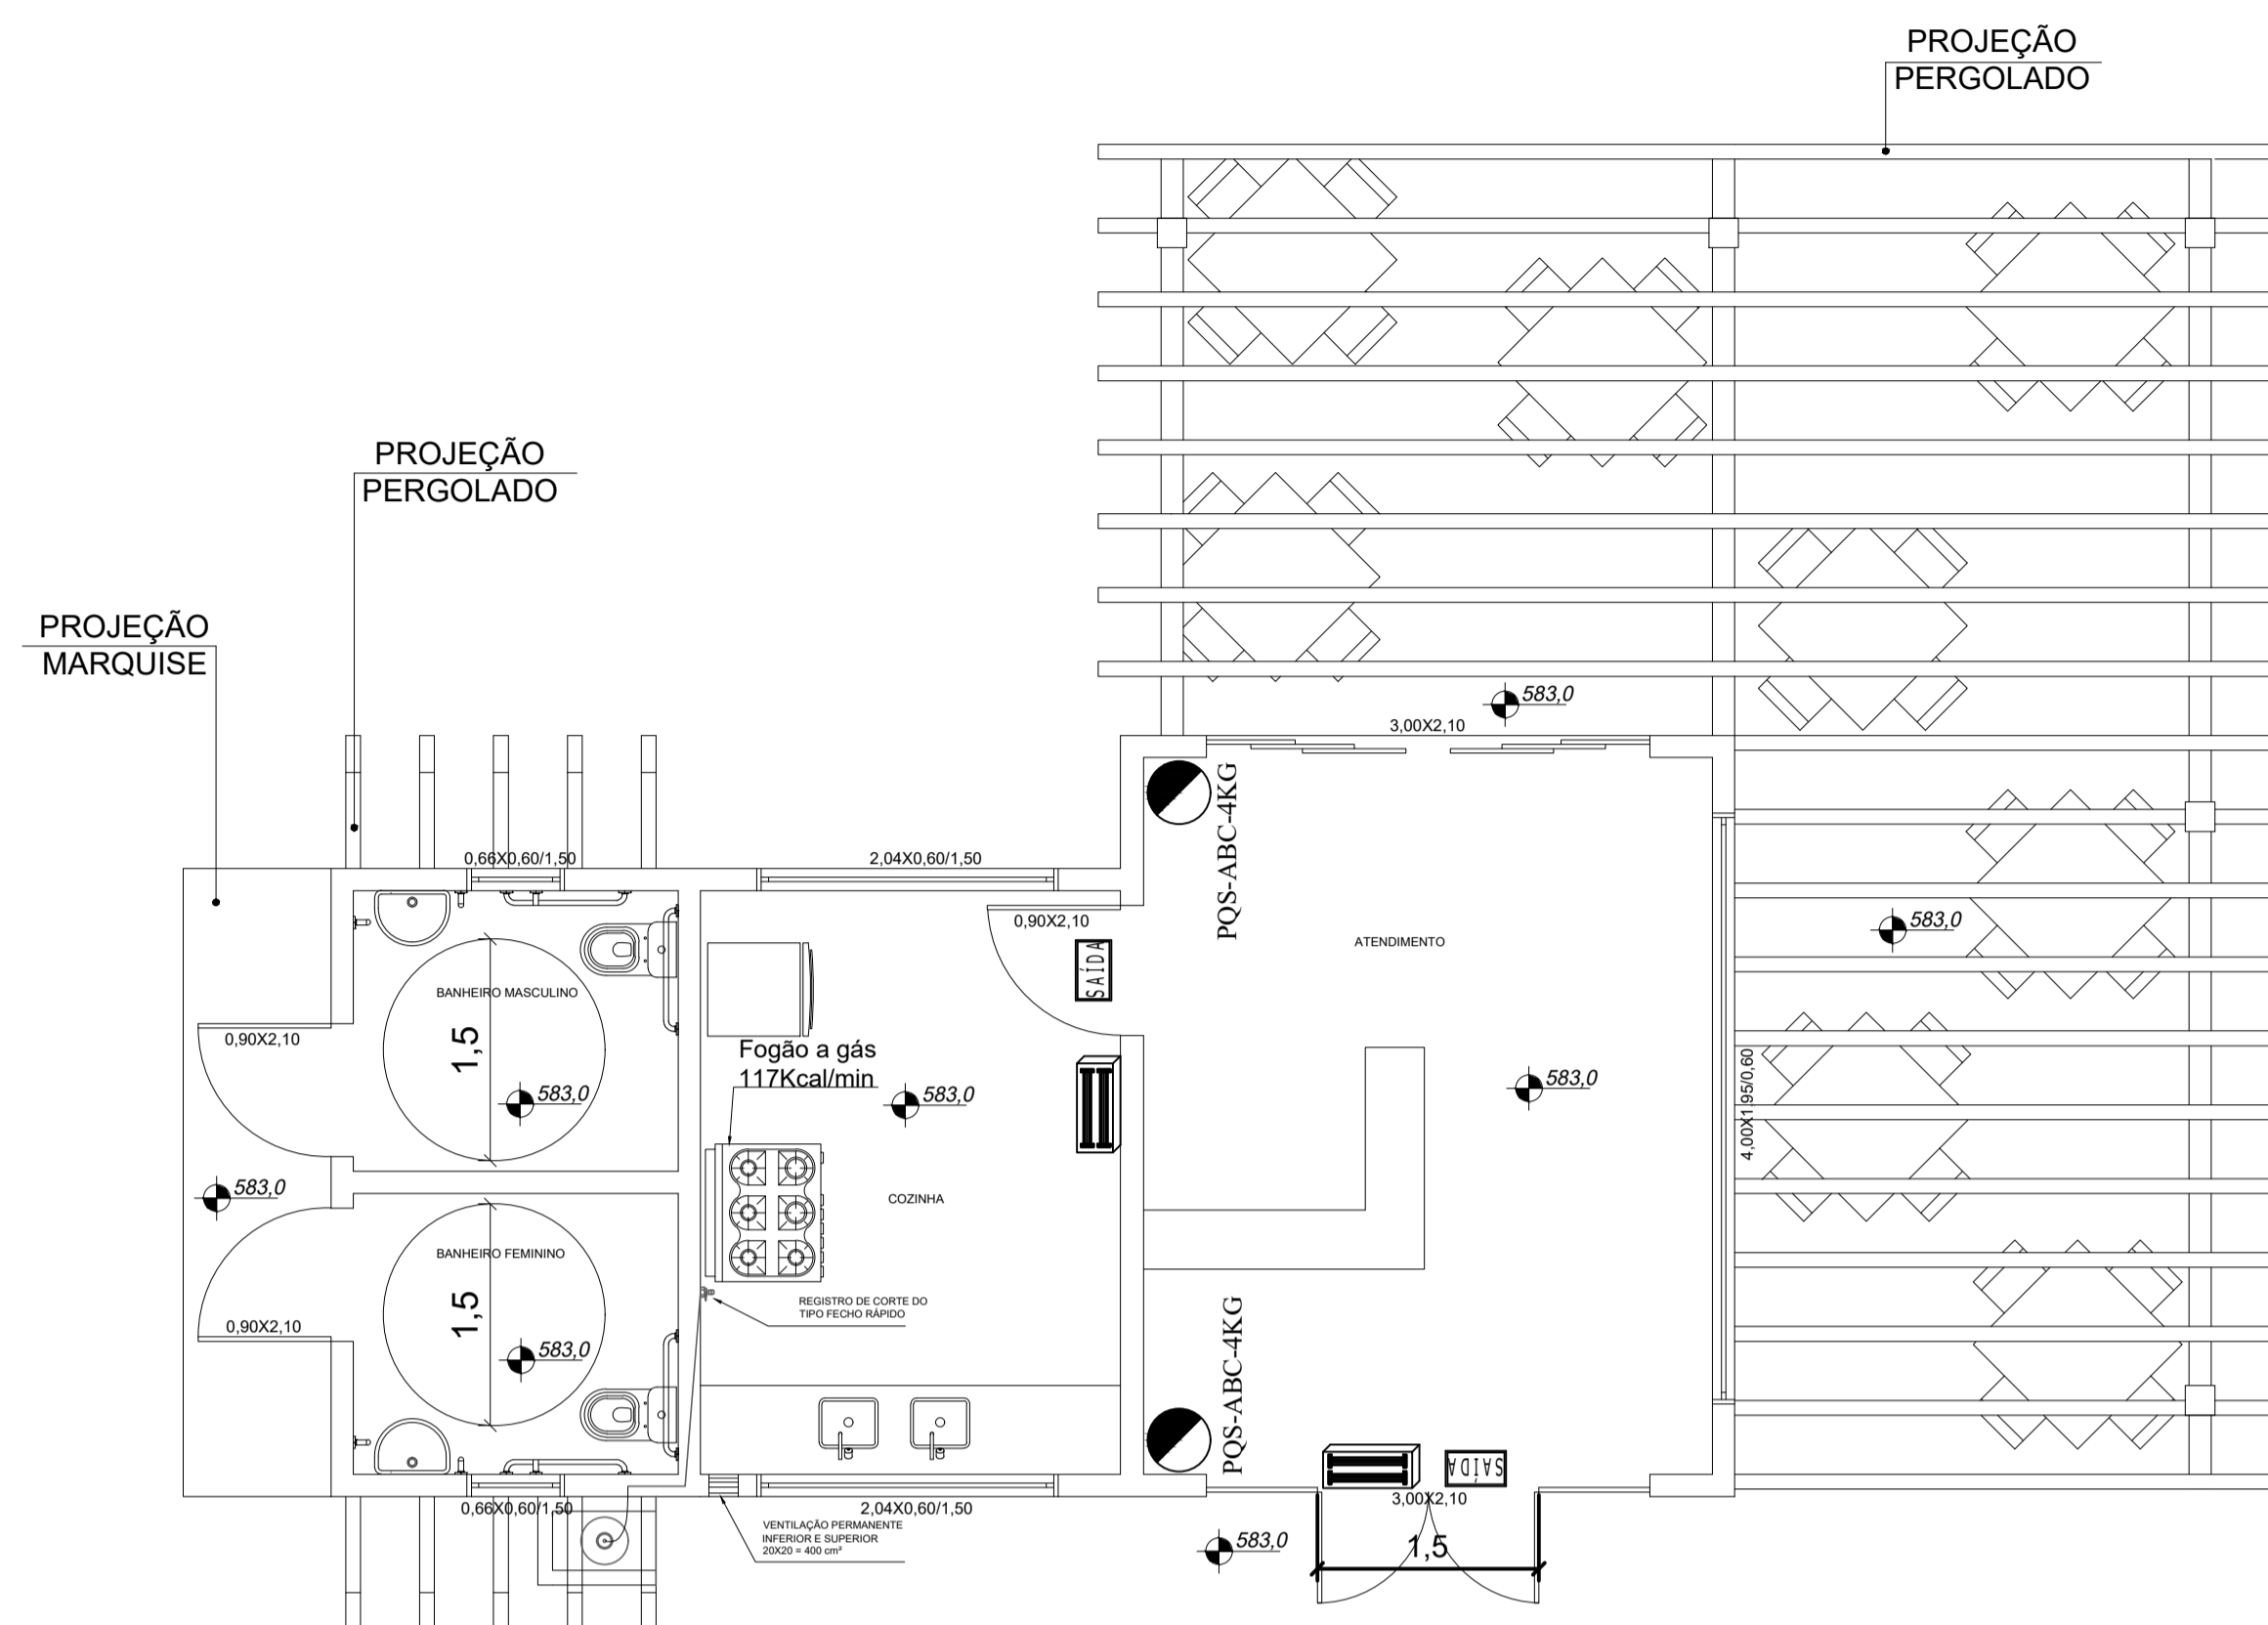 PROJEÇÃO
PERGOLADO
PROJEÇÃO
PERGOLADO
PROJEÇÃO
MARQUISE
583,0
3,00X2,10
PQS-ABC-4KG
0,66X0,60/1,50
2,04X0,60/1,50
0,90X2,10
SAÍDA
ATENDIMENTO
583,0
BANHEIRO MASCULINO
1,5
0,90X2,10
Fogão a gás
117Kcal/min
583,0
583,0
583,0
4,00X1,95/0,60
583,0
COZINHA
BANHEIRO FEMININO
1,5
0,90X2,10
583,0
REGISTRO DE CORTE DO
TIPO FECHO RÁPIDO
PQS-ABC-4KG
SAÍDA
0,66X0,60/1,50
2,04X0,60/1,50
3,00X2,10
VENTILAÇÃO PERMANENTE
INFERIOR E SUPERIOR
20X20 = 400 cm²
583,0
1,5